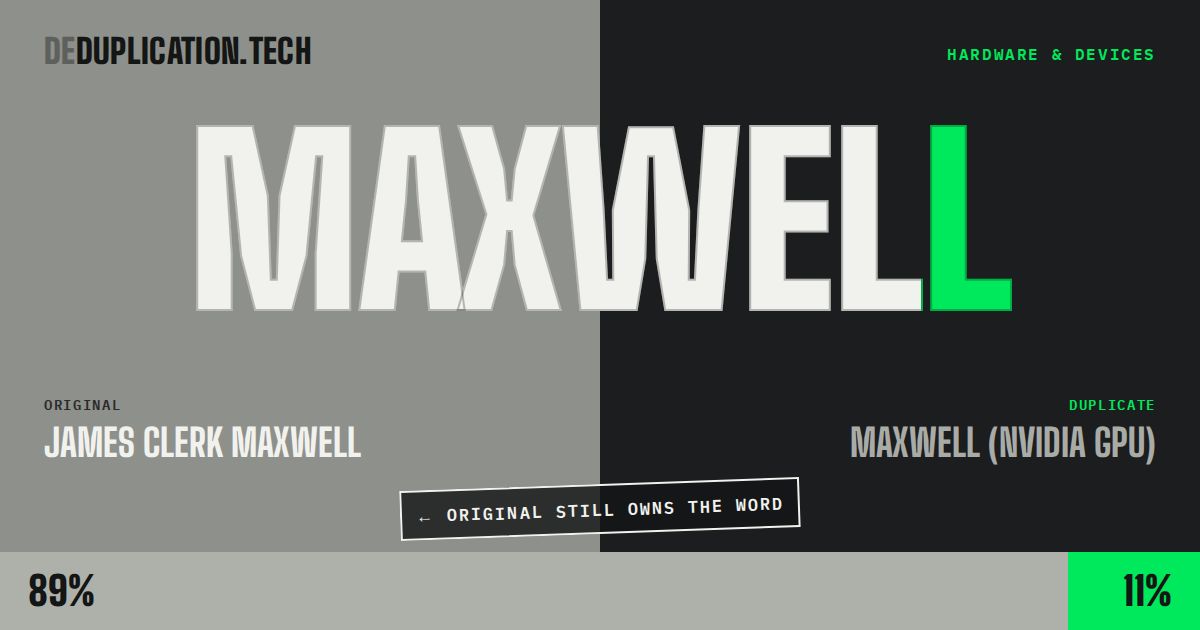 DEDUPLICATION.TECH
HARDWARE & DEVICES
MAXWELL
ORIGINAL
JAMES CLERK MAXWELL
DUPLICATE
MAXWELL (NVIDIA GPU)
← ORIGINAL STILL OWNS THE WORD
89%
11%